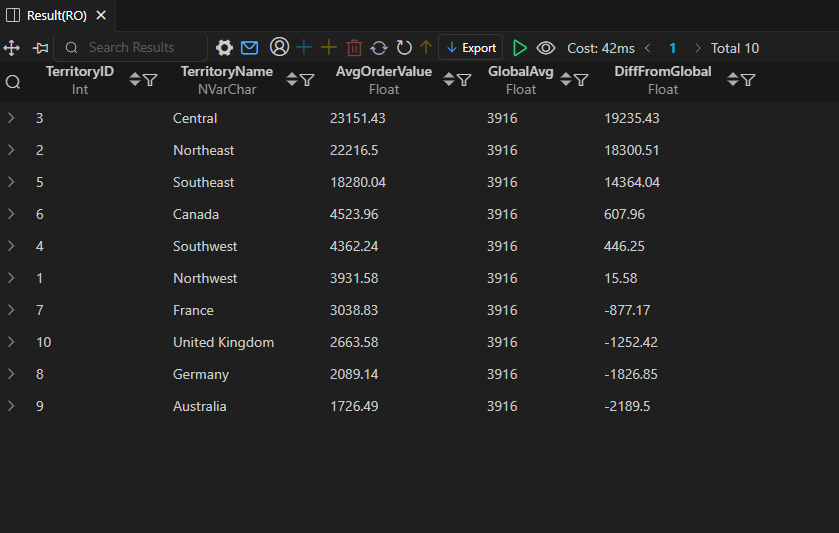 Result(RO)
Search Results Export Cost: 42ms 1 Total 10
TerritoryID TerritoryName AvgOrderValue GlobalAvg DiffFromGlobal
Int NVarChar Float Float Float
3 Central 23151.43 3916 19235.43
2 Northeast 22216.5 3916 18300.51
5 Southeast 18280.04 3916 14364.04
6 Canada 4523.96 3916 607.96
4 Southwest 4362.24 3916 446.25
1 Northwest 3931.58 3916 15.58
7 France 3038.83 3916 -877.17
10 United Kingdom 2663.58 3916 -1252.42
8 Germany 2089.14 3916 -1826.85
9 Australia 1726.49 3916 -2189.5